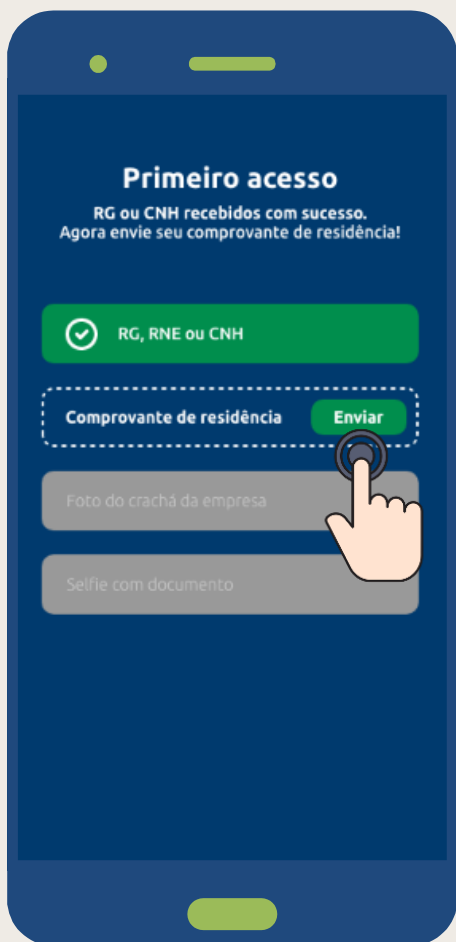 Primeiro acesso
RG ou CNH recebidos com sucesso.
Agora envie seu comprovante de residência!
RG, RNE ou CNH
Comprovante de residência Enviar
Foto do crachá da empresa
Selfie com documento